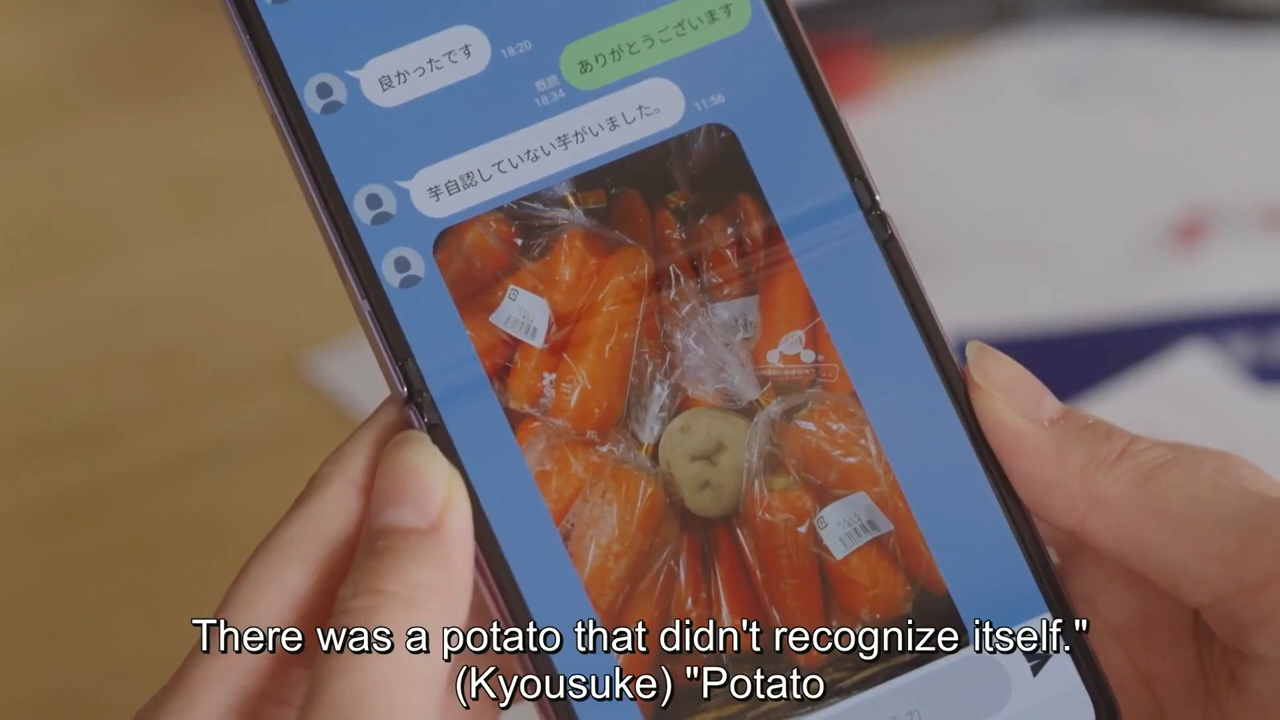 良かったです
18:20
ありがとうございます
既読
18:34
芋自認していない芋がいました。
11:56
There was a potato that didn't recognize itself."
(Kyousuke) "Potato